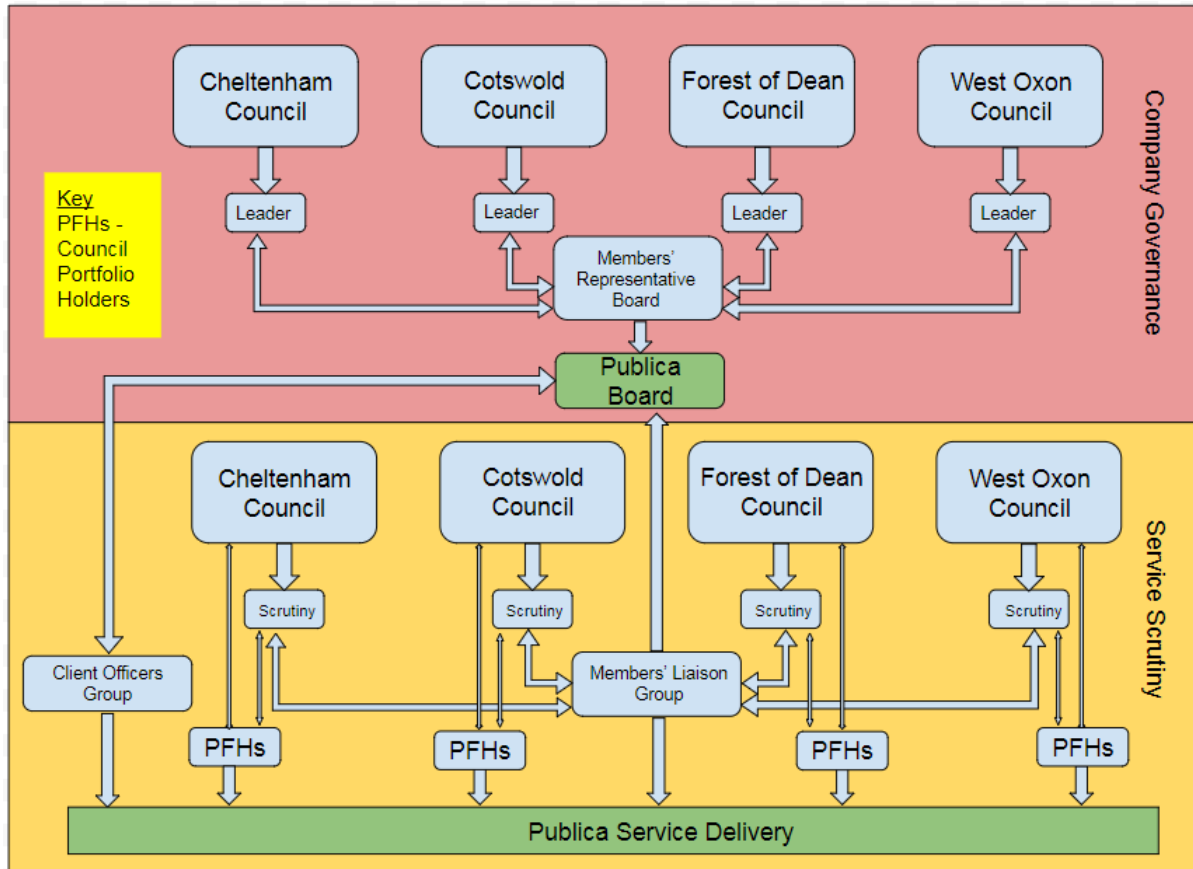 Cheltenham
Council
Cotswold
Council
Forest of Dean
Council
West Oxon
Council
Company Governance
Key
PFHs -
Council
Portfolio
Holders
Leader
Leader
Leader
Leader
Members'
Representative
Board
Publica
Board
Cheltenham
Council
Cotswold
Council
Forest of Dean
Council
West Oxon
Council
Service Scrutiny
Scrutiny
Scrutiny
Scrutiny
Scrutiny
Client Officers
Group
Members' Liaison
Group
PFHs
PFHs
PFHs
PFHs
Publica Service Delivery